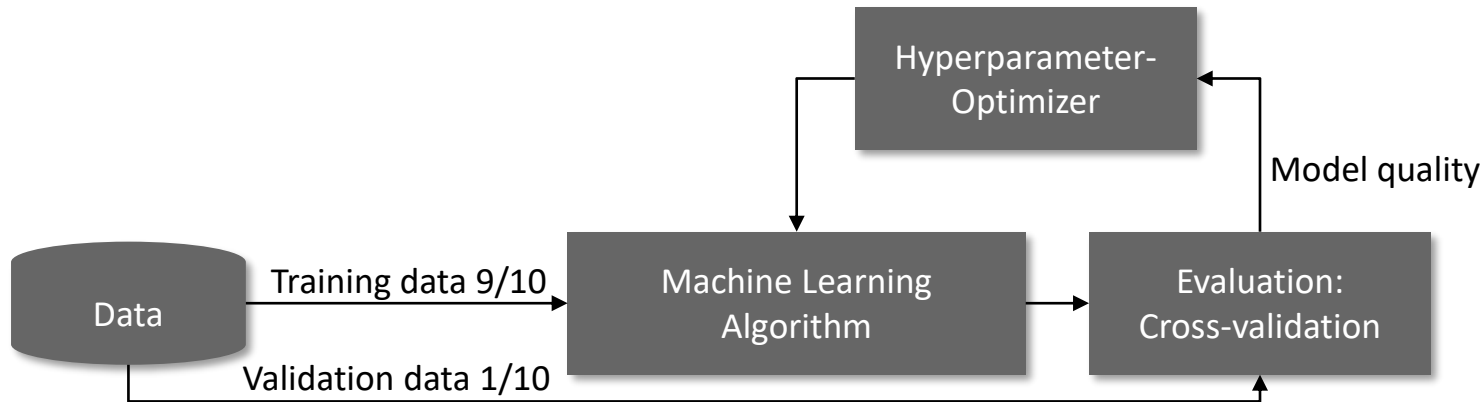 Hyperparameter-
Optimizer
Model quality
Data
Training data 9/10
Machine Learning
Algorithm
Evaluation:
Cross-validation
Validation data 1/10